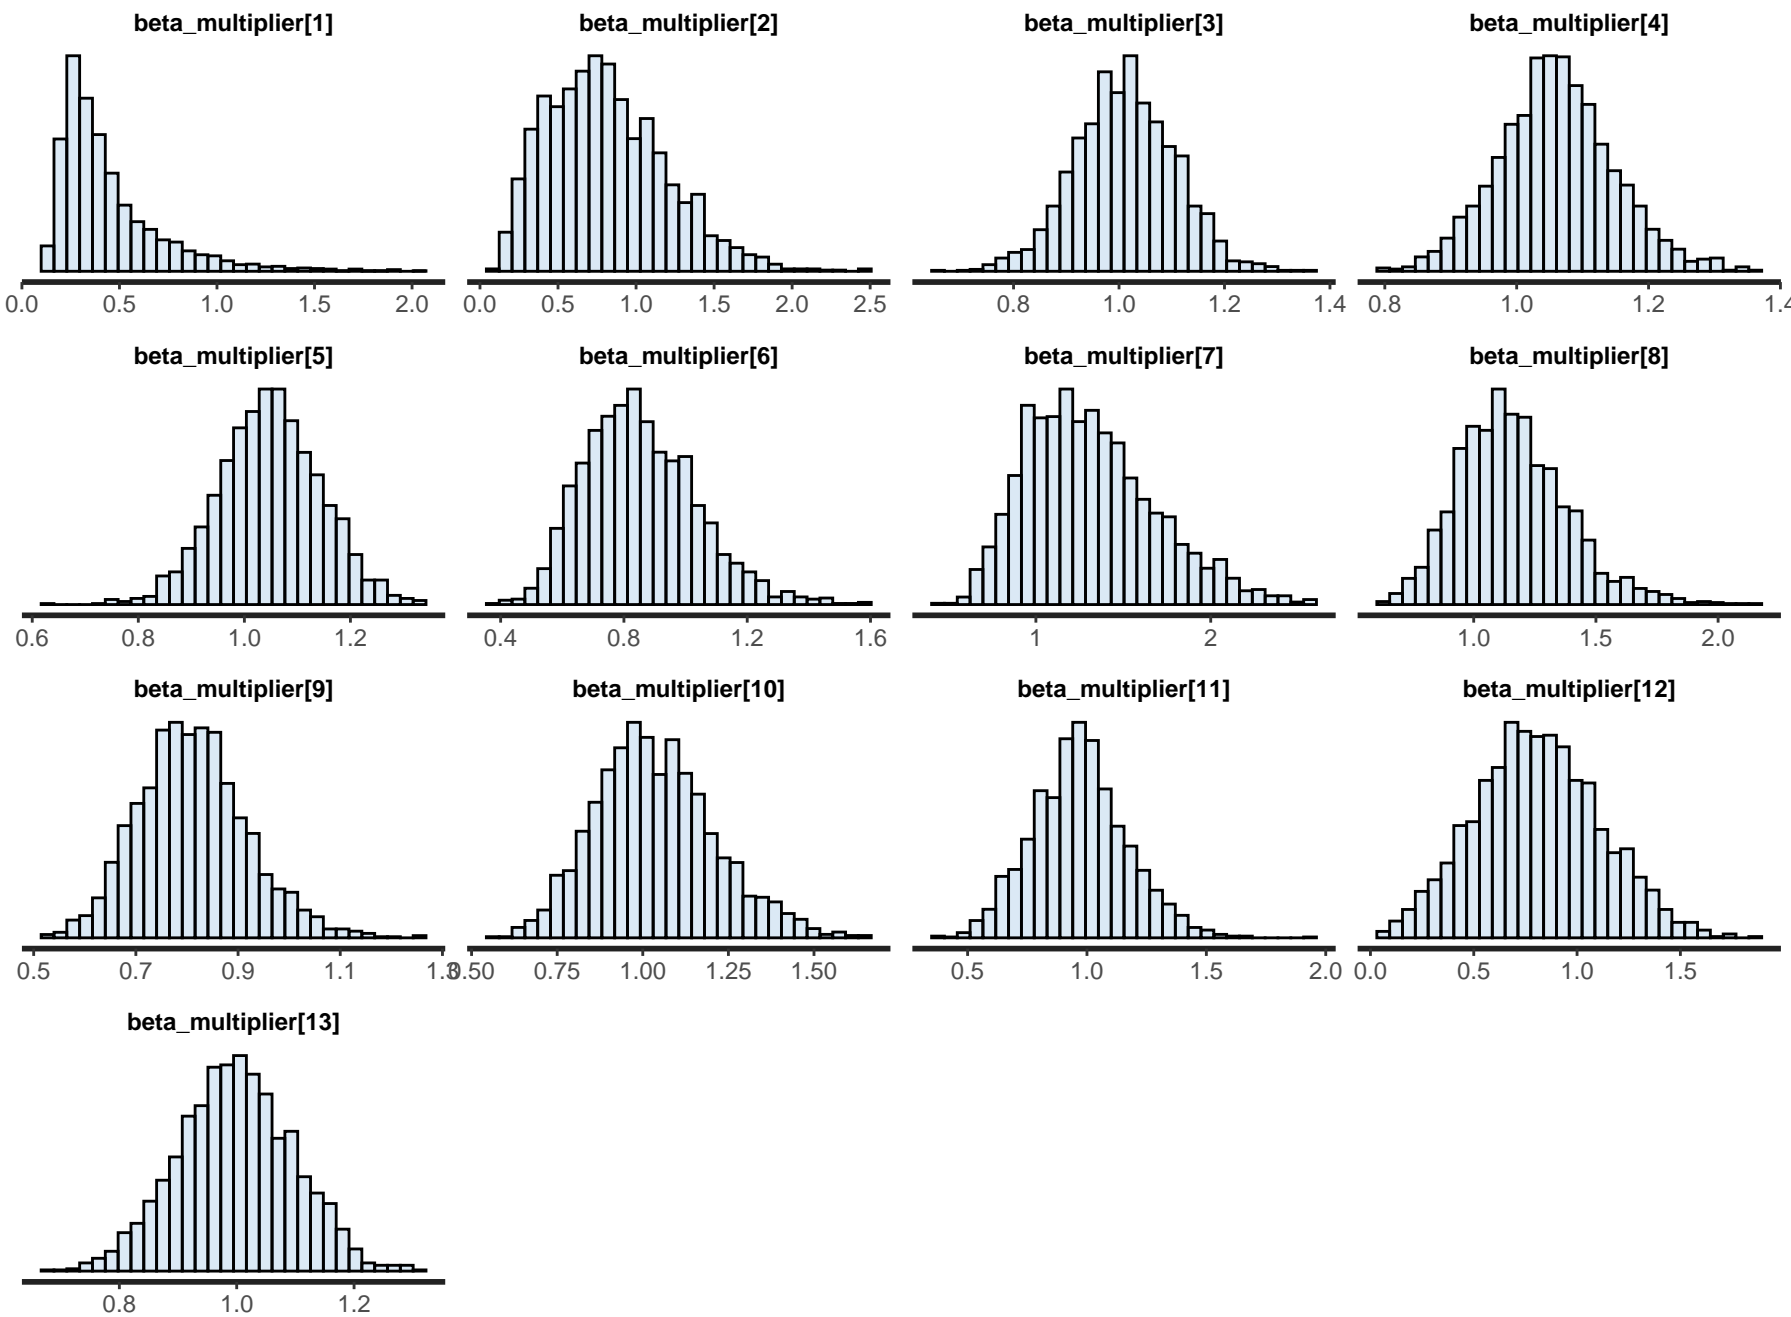 beta_multiplier[1] beta_multiplier[2] beta_multiplier[3] beta_multiplier[4]
0.0 0.5 1.0 1.5 2.0 0.0 0.5 1.0 1.5 2.0 2.5 0.8 1.0 1.2 1.4 0.8 1.0 1.2 1.4
beta_multiplier[5] beta_multiplier[6] beta_multiplier[7] beta_multiplier[8]
0.6 0.8 1.0 1.2 0.4 0.8 1.2 1.6 1 2 1.0 1.5 2.0
beta_multiplier[9] beta_multiplier[10] beta_multiplier[11] beta_multiplier[12]
0.5 0.7 0.9 1.1 1.3 0.50 0.75 1.00 1.25 1.50 0.5 1.0 1.5 2.0 0.0 0.5 1.0 1.5
beta_multiplier[13]
0.8 1.0 1.2